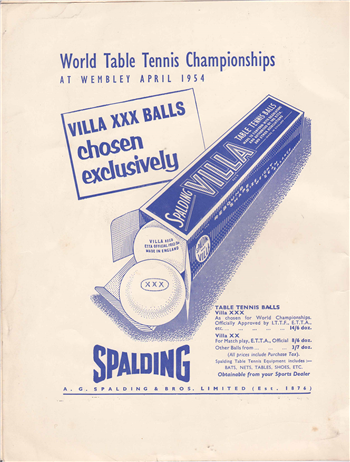 World Table Tennis Championships
AT WEMBLEY APRIL 1954
VILLA XXX BALLS
chosen
exclusively
SPALDING VILLA
TABLE TENNIS BALLS
VILLA XXXX
MADE IN ENGLAND
XXX
TABLE TENNIS BALLS
Villa XXX
As chosen for World Championships.
Officially Approved by I.T.T.F., E.T.T.A.,
etc. .. .. .. .. .. 14/6 doz.
Villa XX
For Match play, E.T.T.A., Official 8/6 doz.
Other Balls from .. .. .. 3/7 doz.
(All prices include Purchase Tax).
Spalding Table Tennis Equipment includes—
BATS, NETS, TABLES, SHOES, ETC.
Obtainable from your Sports Dealer
SPALDING
A. G. SPALDING & BROS. LIMITED (Est. 1876)